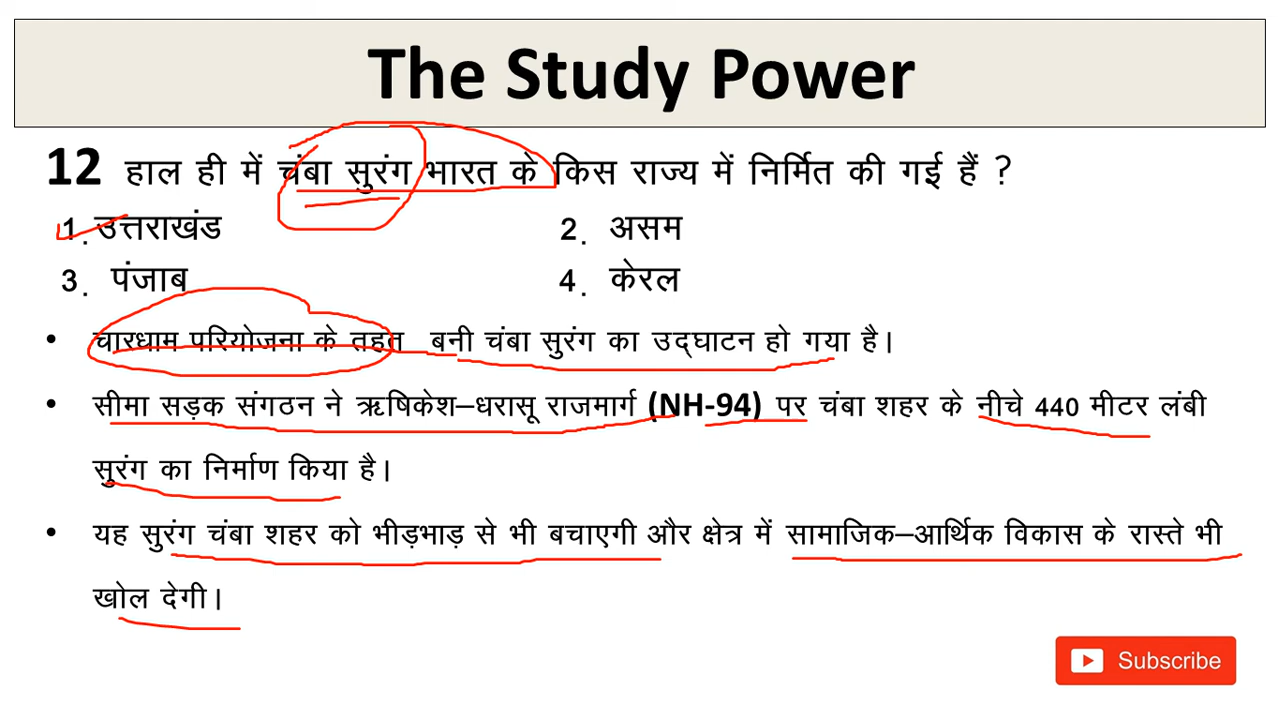 The Study Power
12 हाल ही में चंबा सुरंग भारत के किस राज्य में निर्मित की गई हैं ?
1. उत्तराखंड 2. असम
3. पंजाब 4. केरल
• चारधाम परियोजना के तहत बनी चंबा सुरंग का उद्घाटन हो गया है।
• सीमा सड़क संगठन ने ऋषिकेश–धरासू राजमार्ग (NH-94) पर चंबा शहर के नीचे 440 मीटर लंबी
सुरंग का निर्माण किया है।
• यह सुरंग चंबा शहर को भीड़भाड़ से भी बचाएगी और क्षेत्र में सामाजिक–आर्थिक विकास के रास्ते भी
खोल देगी।
Subscribe